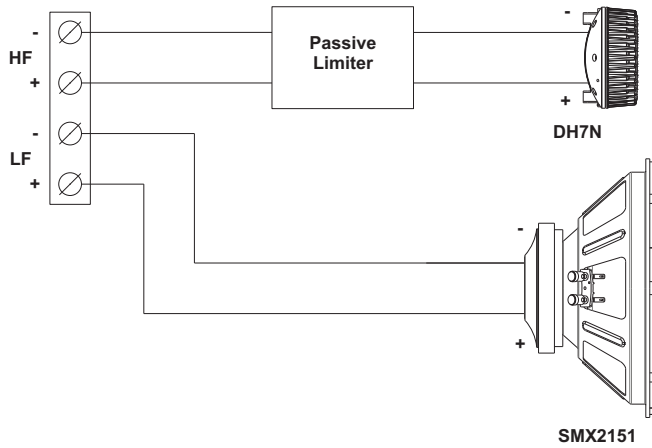 -
HF
+
-
LF
+
Passive
Limiter
-
+
DH7N
-
+
SMX2151